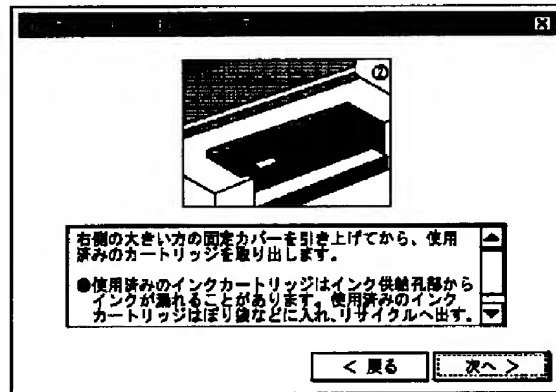 ②
右側の大きい方の固定カバーを引き上げてから、使用
済みのカートリッジを取り出します。
●使用済みのインクカートリッジはインク供給孔部から
インクが漏れることがあります。使用済みのインク
カートリッジはぽり袋などに入れ、リサイクルへ出す。
< 戻る
次へ >